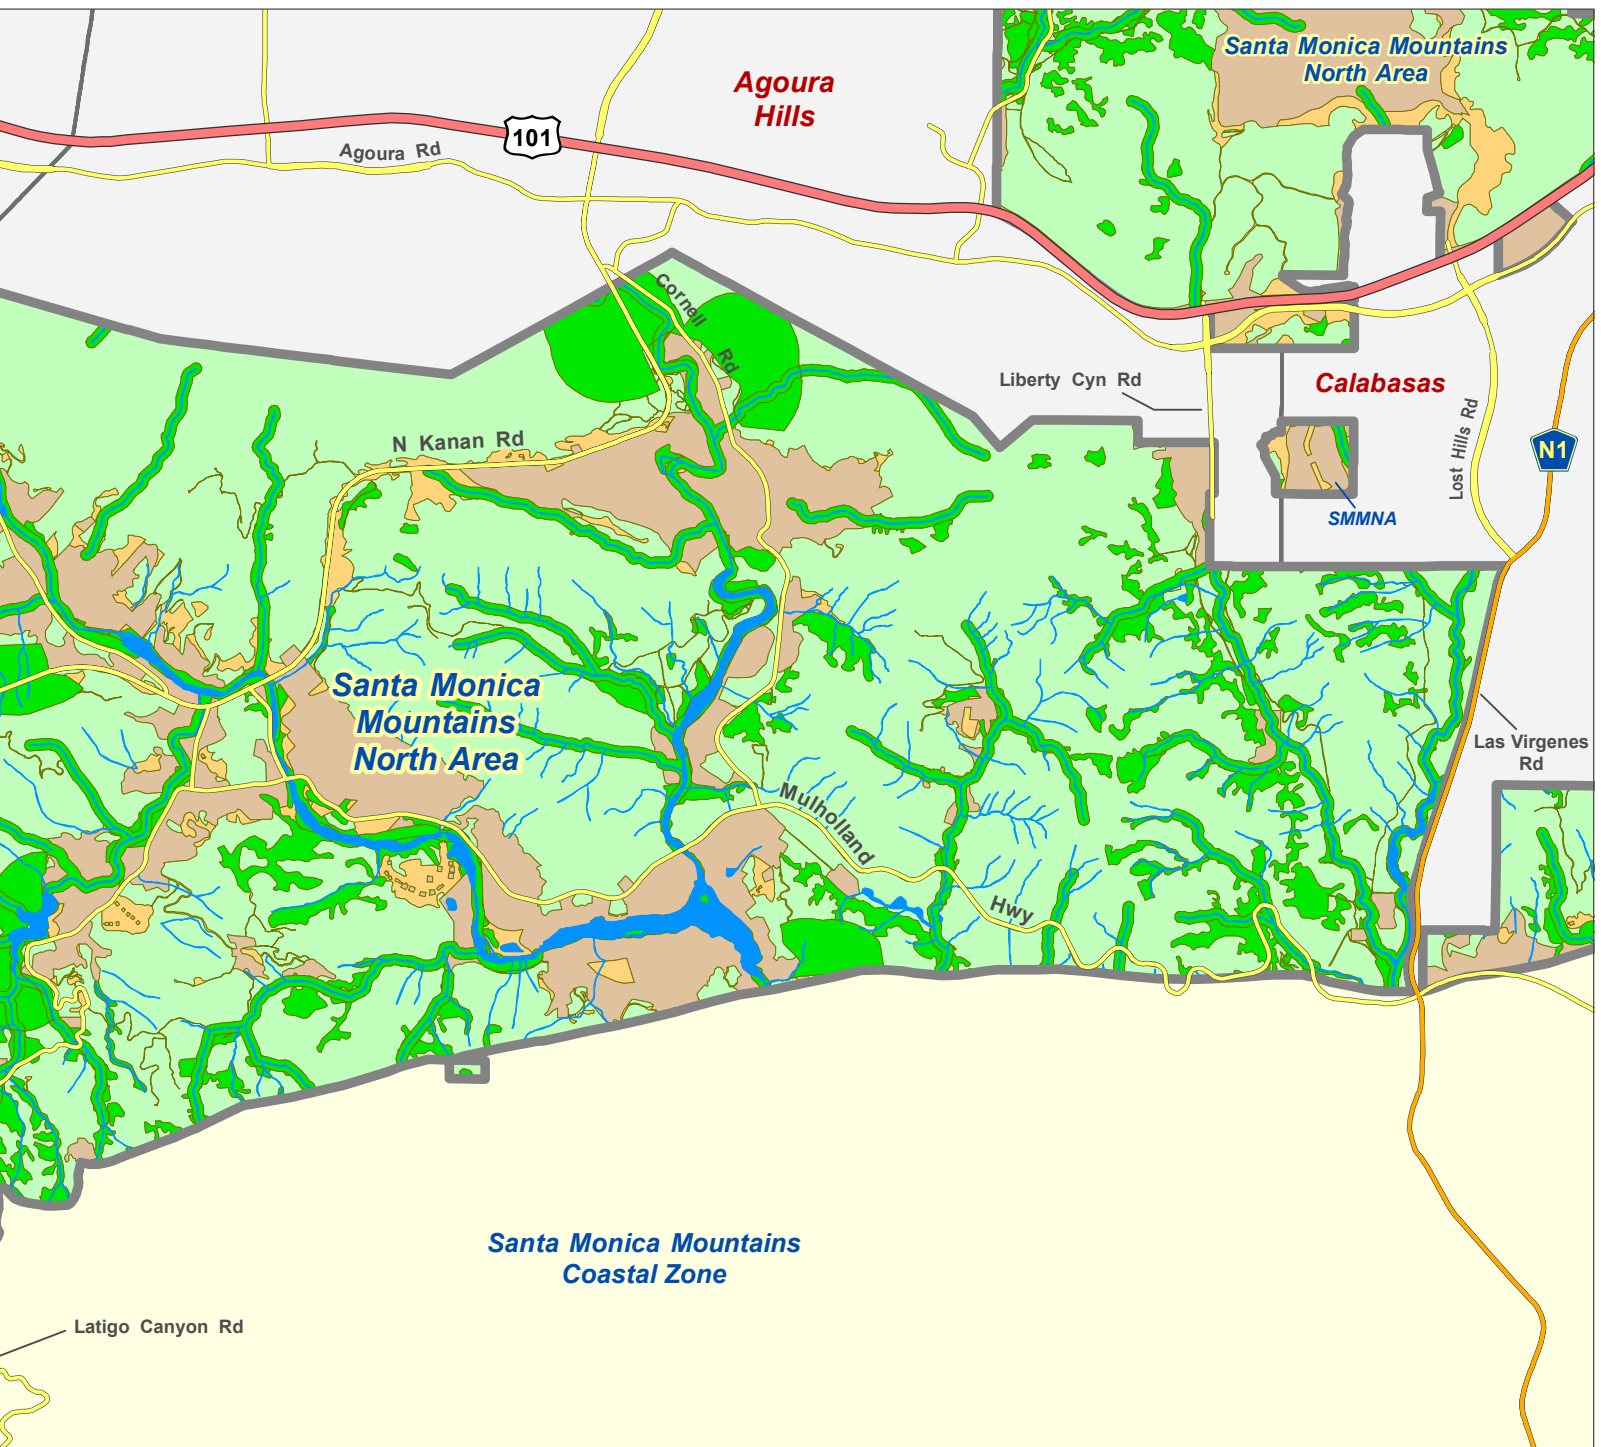 Santa Monica Mountains
North Area
Agoura
Hills
101
Agoura Rd
Cornell Rd
Liberty Cyn Rd
Calabasas
Lost Hills Rd
N Kanan Rd
N1
SMMNA
Santa Monica
Mountains
North Area
Las Virgenes
Rd
Mulholland Hwy
Santa Monica Mountains
Coastal Zone
Latigo Canyon Rd